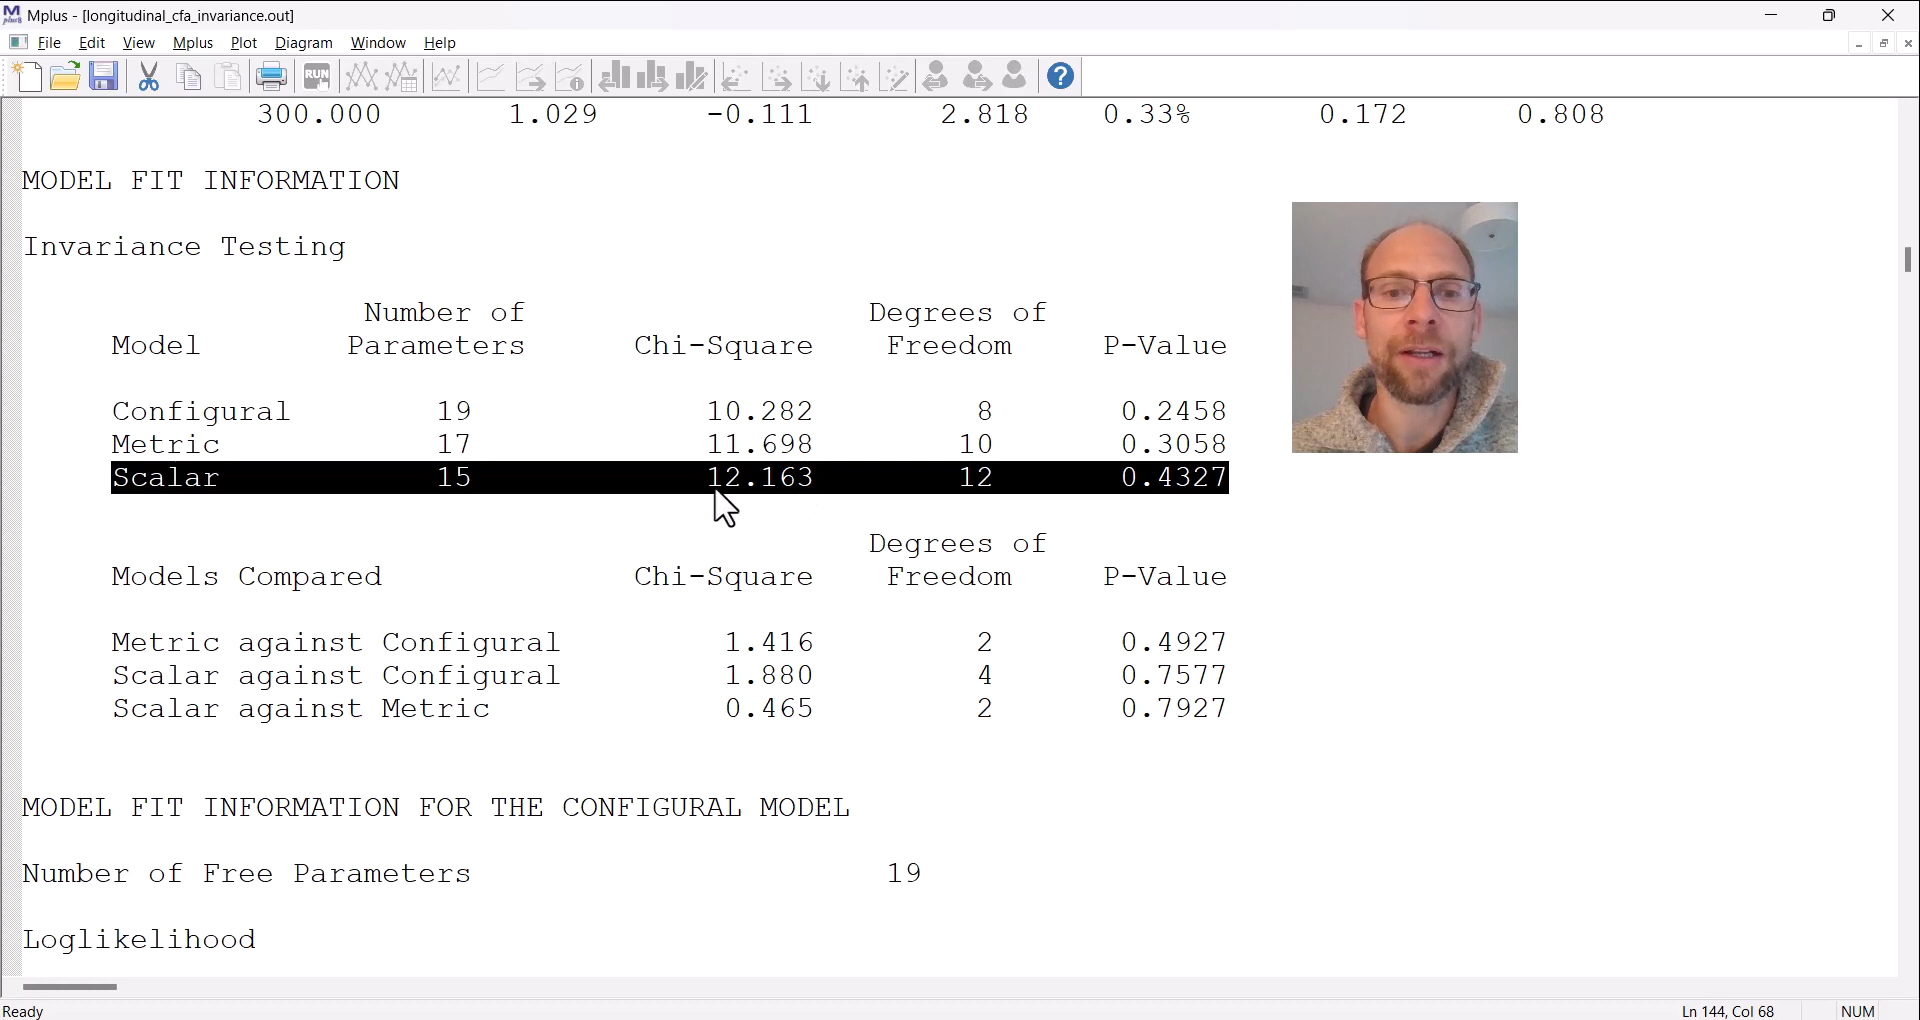 Mplus - [longitudinal_cfa_invariance.out]
File Edit View Mplus Plot Diagram Window Help
RUN
300.000 1.029 -0.111 2.818 0.33% 0.172 0.808
MODEL FIT INFORMATION
Invariance Testing
Number of Degrees of
Model Parameters Chi-Square Freedom P-Value
Configural 19 10.282 8 0.2458
Metric 17 11.698 10 0.3058
Scalar 15 12.163 12 0.4327
Degrees of
Models Compared Chi-Square Freedom P-Value
Metric against Configural 1.416 2 0.4927
Scalar against Configural 1.880 4 0.7577
Scalar against Metric 0.465 2 0.7927
MODEL FIT INFORMATION FOR THE CONFIGURAL MODEL
Number of Free Parameters 19
Loglikelihood
Ready Ln 144, Col 68 NUM